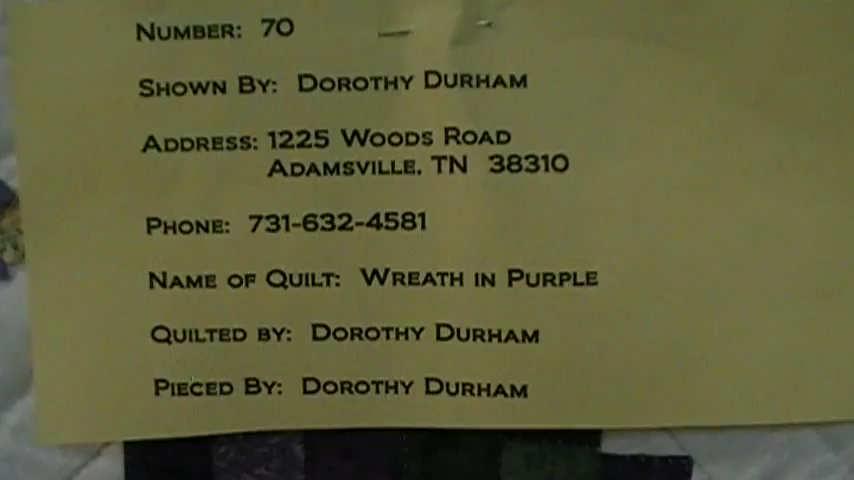 NUMBER: 70
SHOWN BY: DOROTHY DURHAM
ADDRESS: 1225 WOODS ROAD
ADAMSVILLE, TN 38310
PHONE: 731-632-4581
NAME OF QUILT: WREATH IN PURPLE
QUILTED BY: DOROTHY DURHAM
PIECED BY: DOROTHY DURHAM